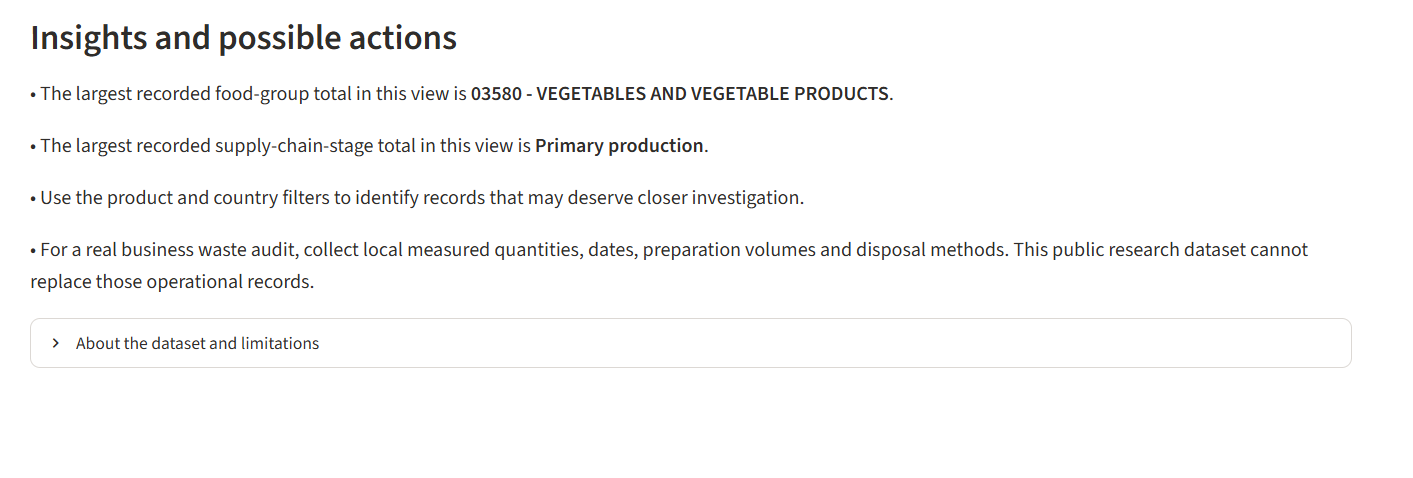 Insights and possible actions
• The largest recorded food-group total in this view is 03580 - VEGETABLES AND VEGETABLE PRODUCTS.
• The largest recorded supply-chain-stage total in this view is Primary production.
• Use the product and country filters to identify records that may deserve closer investigation.
• For a real business waste audit, collect local measured quantities, dates, preparation volumes and disposal methods. This public research dataset cannot
replace those operational records.
About the dataset and limitations